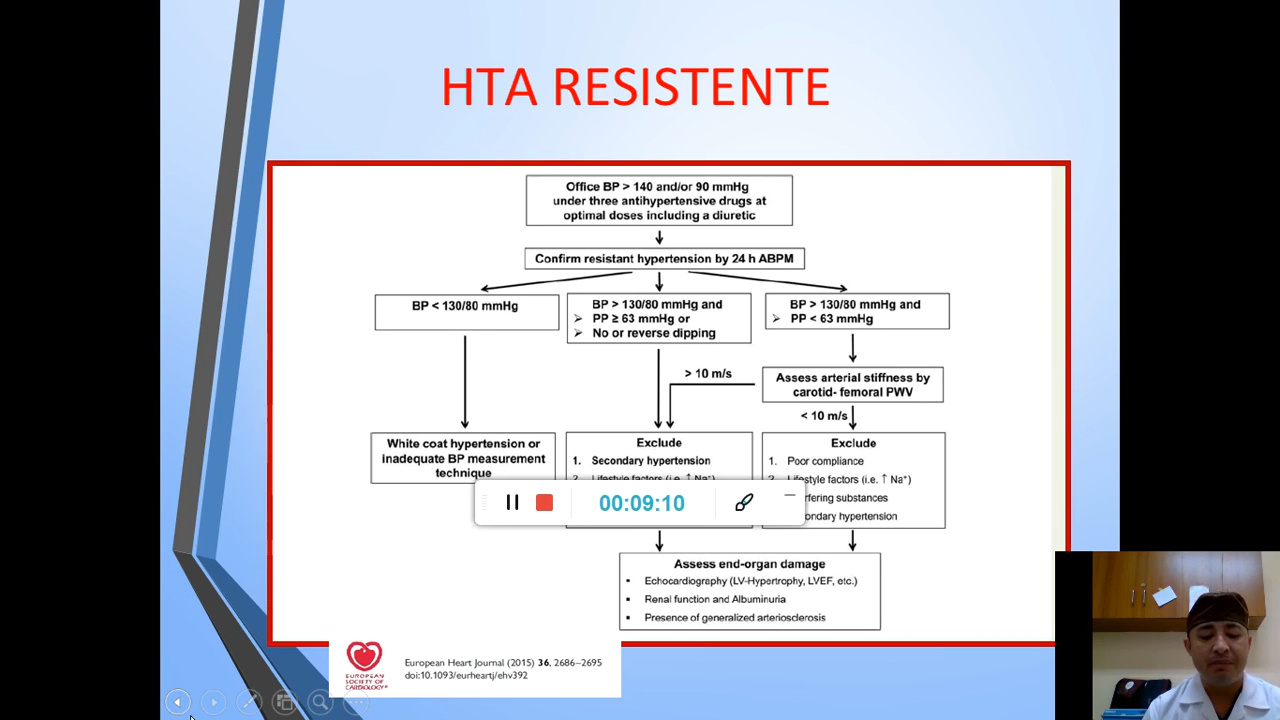 HTA RESISTENTE
Office BP > 140 and/or 90 mmHg
under three antihypertensive drugs at
optimal doses including a diuretic
Confirm resistant hypertension by 24 h ABPM
BP < 130/80 mmHg
BP > 130/80 mmHg and
➢ PP ≥ 63 mmHg or
➢ No or reverse dipping
BP > 130/80 mmHg and
➢ PP < 63 mmHg
> 10 m/s
Assess arterial stiffness by
carotid- femoral PWV
< 10 m/s
White coat hypertension or
inadequate BP measurement
technique
Exclude
1. Secondary hypertension
Lifestyle factors (i.e. ↑ Na⁺)
Exclude
1. Poor compliance
Lifestyle factors (i.e. ↑ Na⁺)
substances
hypertension
00:09:10
Assess end-organ damage
▪ Echocardiography (LV-Hypertrophy, LVEF, etc.)
▪ Renal function and Albuminuria
▪ Presence of generalized arteriosclerosis
EUROPEAN
SOCIETY OF
CARDIOLOGY®
European Heart Journal (2015) 36, 2686–2695
doi:10.1093/eurheartj/ehv392